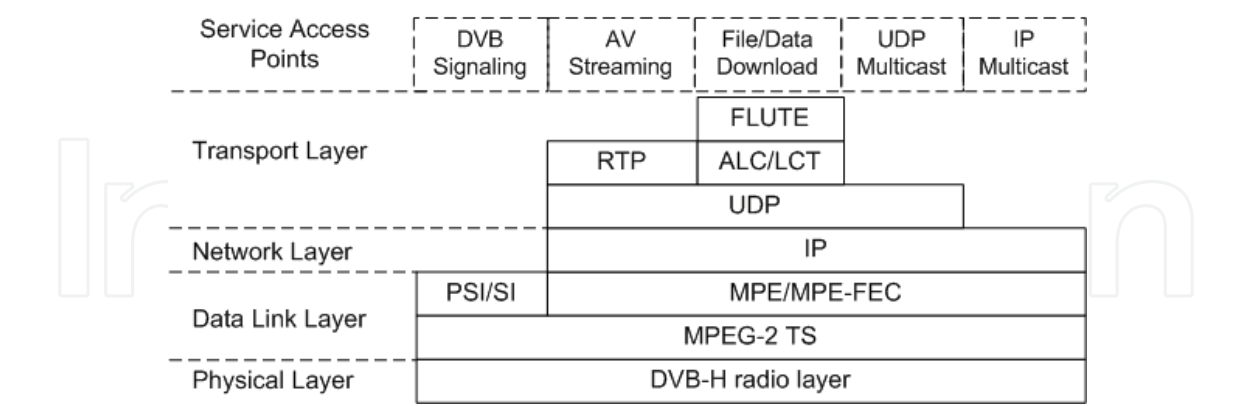 Service Access
Points
DVB
Signaling
AV
Streaming
File/Data
Download
UDP
Multicast
IP
Multicast
Transport Layer
FLUTE
RTP
ALC/LCT
UDP
Network Layer
IP
Data Link Layer
PSI/SI
MPE/MPE-FEC
MPEG-2 TS
Physical Layer
DVB-H radio layer